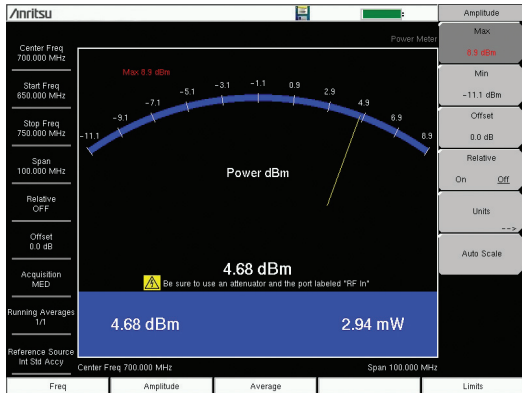 Anritsu
Power Meter
Center Freq
700.000 MHz
Start Freq
650.000 MHz
Stop Freq
750.000 MHz
Span
100.000 MHz
Relative
OFF
Offset
0.0 dB
Acquisition
MED
Running Averages
1/1
Reference Source
Int Std Accy
Max 8.9 dBm
-11.1
-9.1
-7.1
-5.1
-3.1
-1.1
0.9
2.9
4.9
6.9
8.9
Power dBm
4.68 dBm
Be sure to use an attenuator and the port labeled "RF In"
4.68 dBm
2.94 mW
Center Freq 700.000 MHz
Span 100.000 MHz
Amplitude
Max
8.9 dBm
Min
-11.1 dBm
Offset
0.0 dB
Relative
On Off
Units
-->
Auto Scale
Freq
Amplitude
Average
Limits